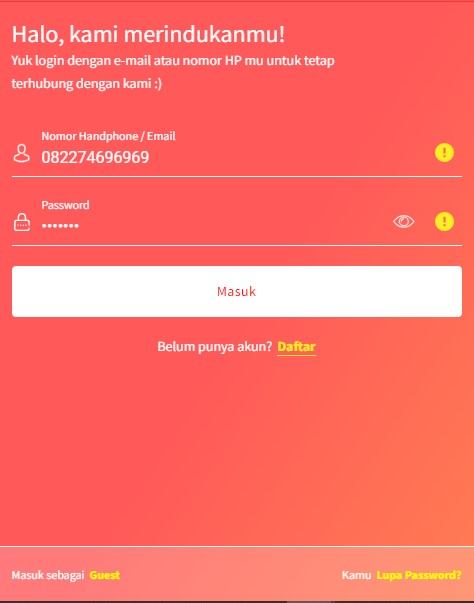 Halo, kami merindukanmu!
Yuk login dengan e-mail atau nomor HP mu untuk tetap
terhubung dengan kami :)
Nomor Handphone / Email
082274696969
Password
•••••••
Masuk
Belum punya akun? Daftar
Masuk sebagai Guest
Kamu Lupa Password?